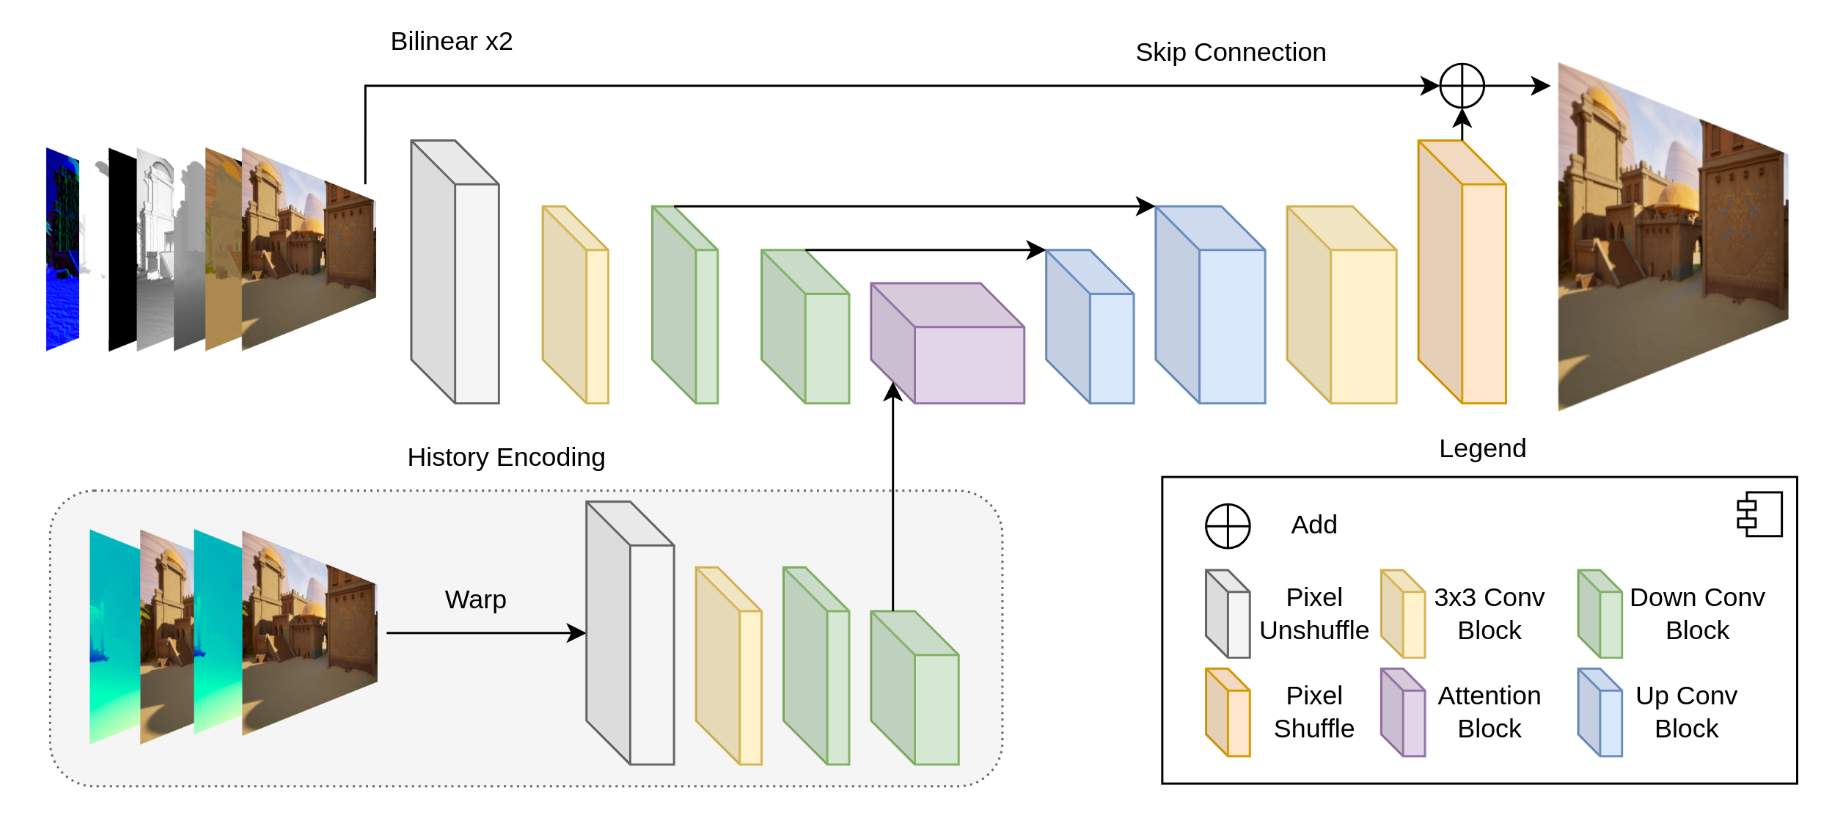 Bilinear x2
Skip Connection
History Encoding
Warp
Legend
Add
Pixel
Unshuffle
3x3 Conv
Block
Down Conv
Block
Pixel
Shuffle
Attention
Block
Up Conv
Block